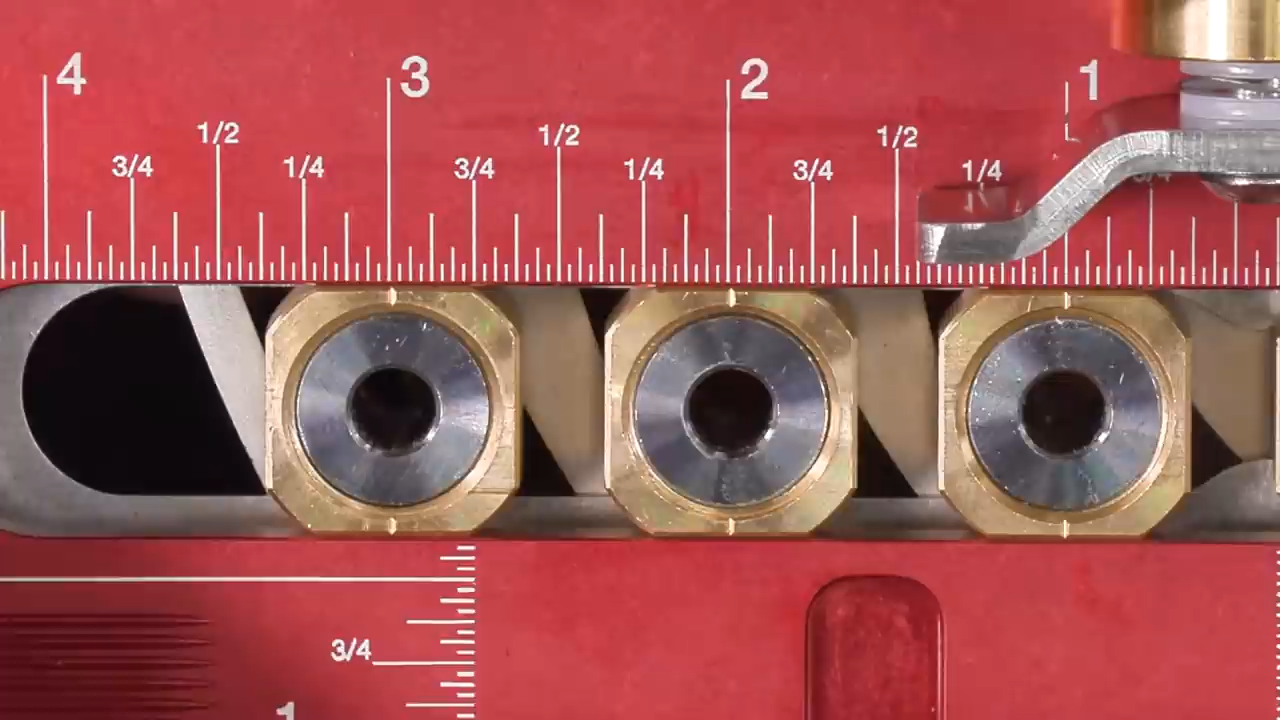 4 3 2 1
1/2 1/2 1/2
3/4 1/4 3/4 1/4 3/4 1/4
3/4
1